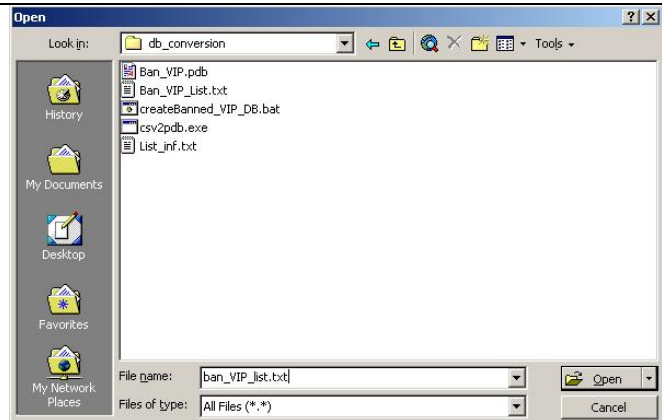 Open
Look in:
db_conversion
Tools
History
My Documents
Desktop
Favorites
My Network
Places
Ban_VIP.pdb
Ban_VIP_List.txt
createBanned_VIP_DB.bat
csv2pdb.exe
List_inf.txt
File name:
ban_VIP_list.txt
Open
Files of type:
All Files (*.*)
Cancel